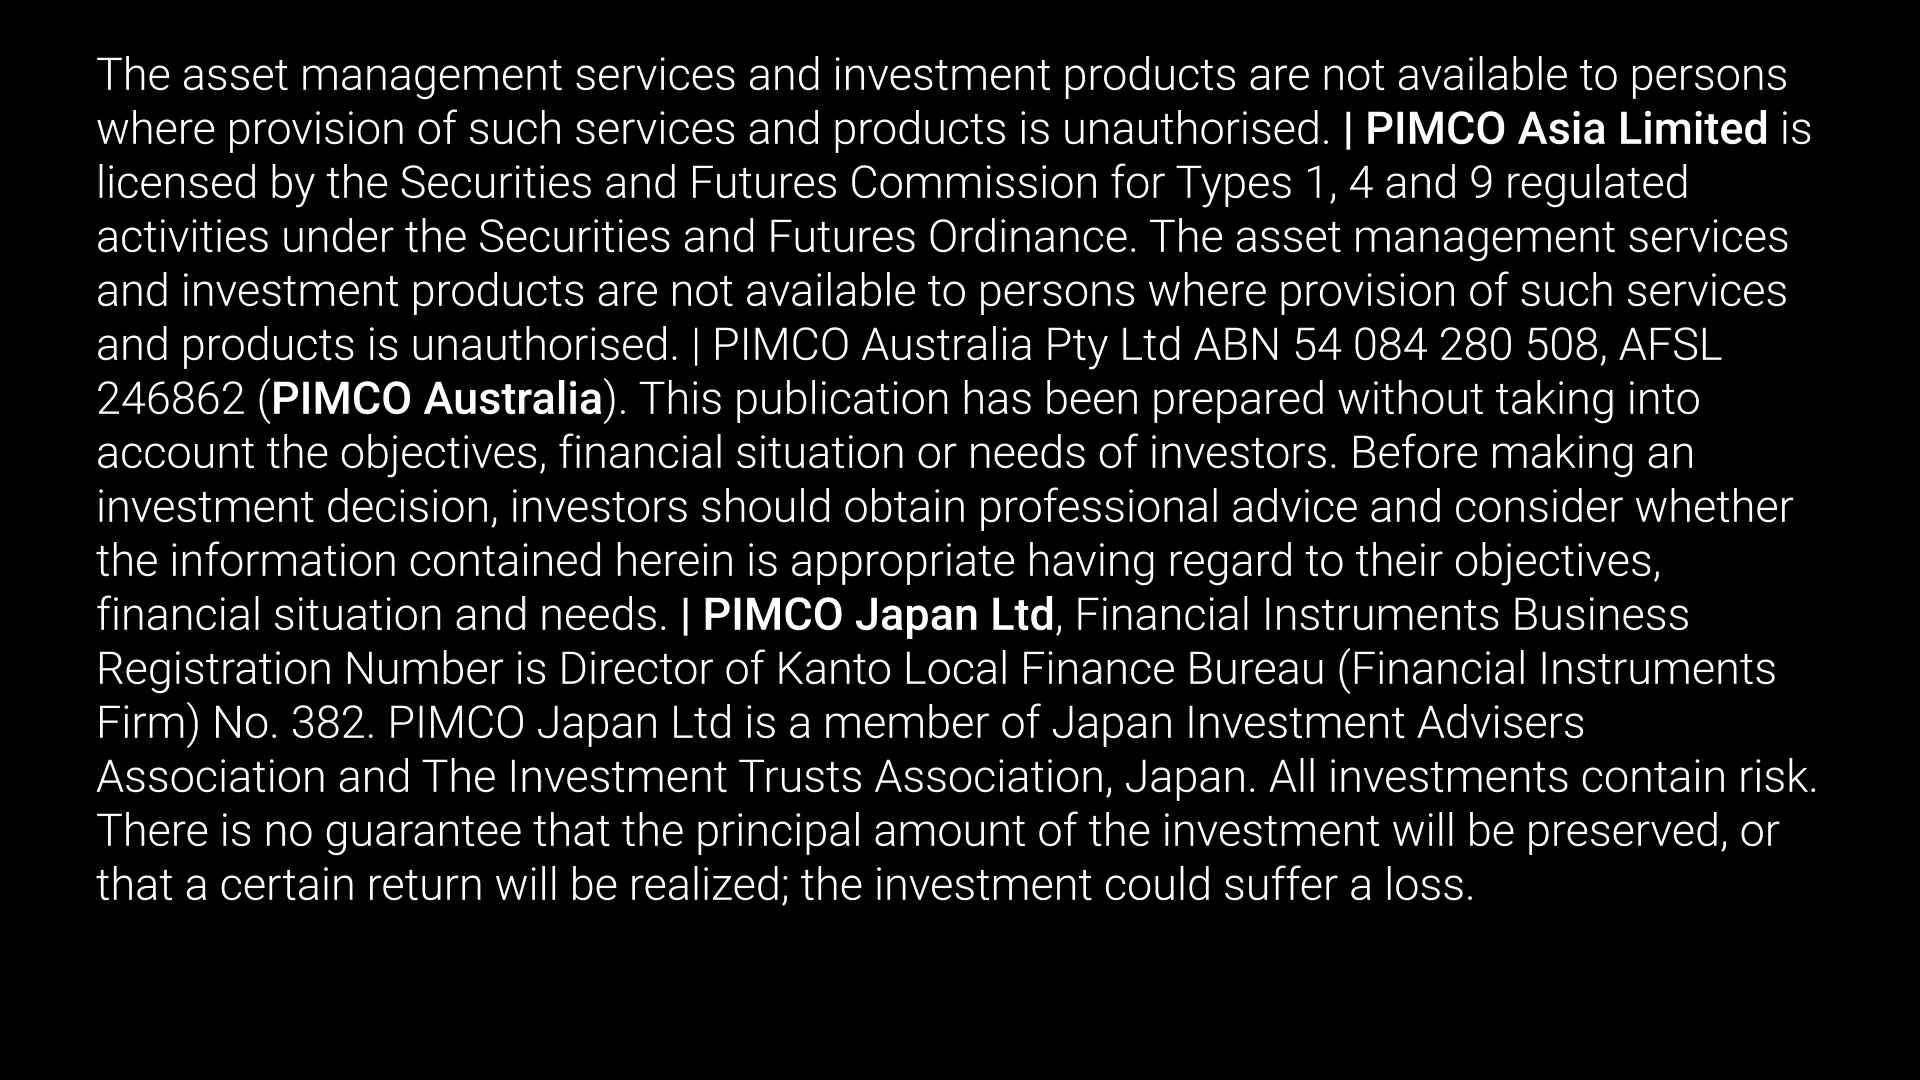 The asset management services and investment products are not available to persons
where provision of such services and products is unauthorised. | PIMCO Asia Limited is
licensed by the Securities and Futures Commission for Types 1, 4 and 9 regulated
activities under the Securities and Futures Ordinance. The asset management services
and investment products are not available to persons where provision of such services
and products is unauthorised. | PIMCO Australia Pty Ltd ABN 54 084 280 508, AFSL
246862 (PIMCO Australia). This publication has been prepared without taking into
account the objectives, financial situation or needs of investors. Before making an
investment decision, investors should obtain professional advice and consider whether
the information contained herein is appropriate having regard to their objectives,
financial situation and needs. | PIMCO Japan Ltd, Financial Instruments Business
Registration Number is Director of Kanto Local Finance Bureau (Financial Instruments
Firm) No. 382. PIMCO Japan Ltd is a member of Japan Investment Advisers
Association and The Investment Trusts Association, Japan. All investments contain risk.
There is no guarantee that the principal amount of the investment will be preserved, or
that a certain return will be realized; the investment could suffer a loss.